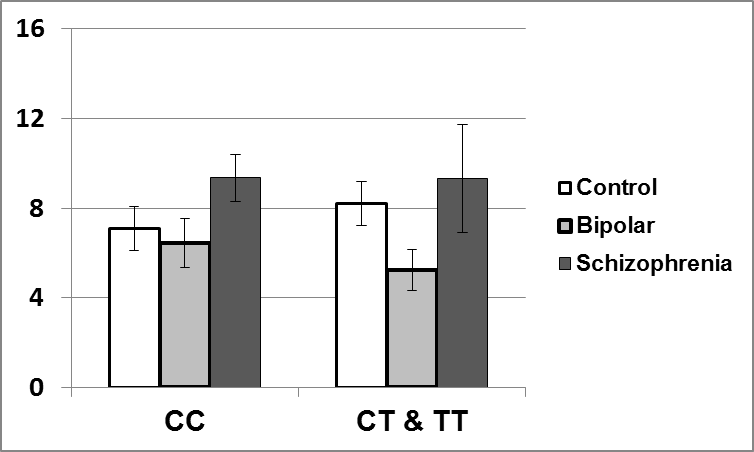 16
12
8
4
0
CC
CT & TT
Control
Bipolar
Schizophrenia